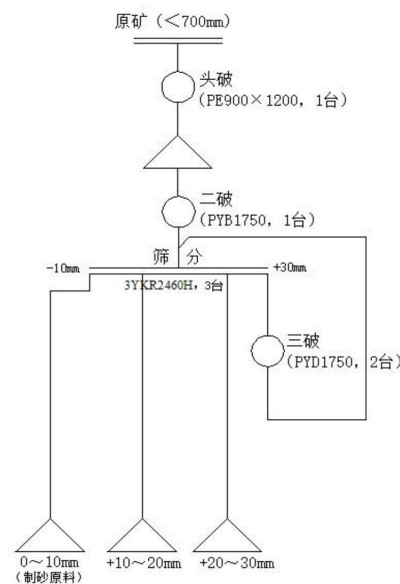 原矿(<700mm)
头破
(PE900×1200, 1台)
二破
(PYB1750, 1台)
筛 分
-10mm
+30mm
3YKR2460H, 3台
三破
(PYD1750, 2台)
0～10mm
(制砂原料)
+10～20mm
+20～30mm